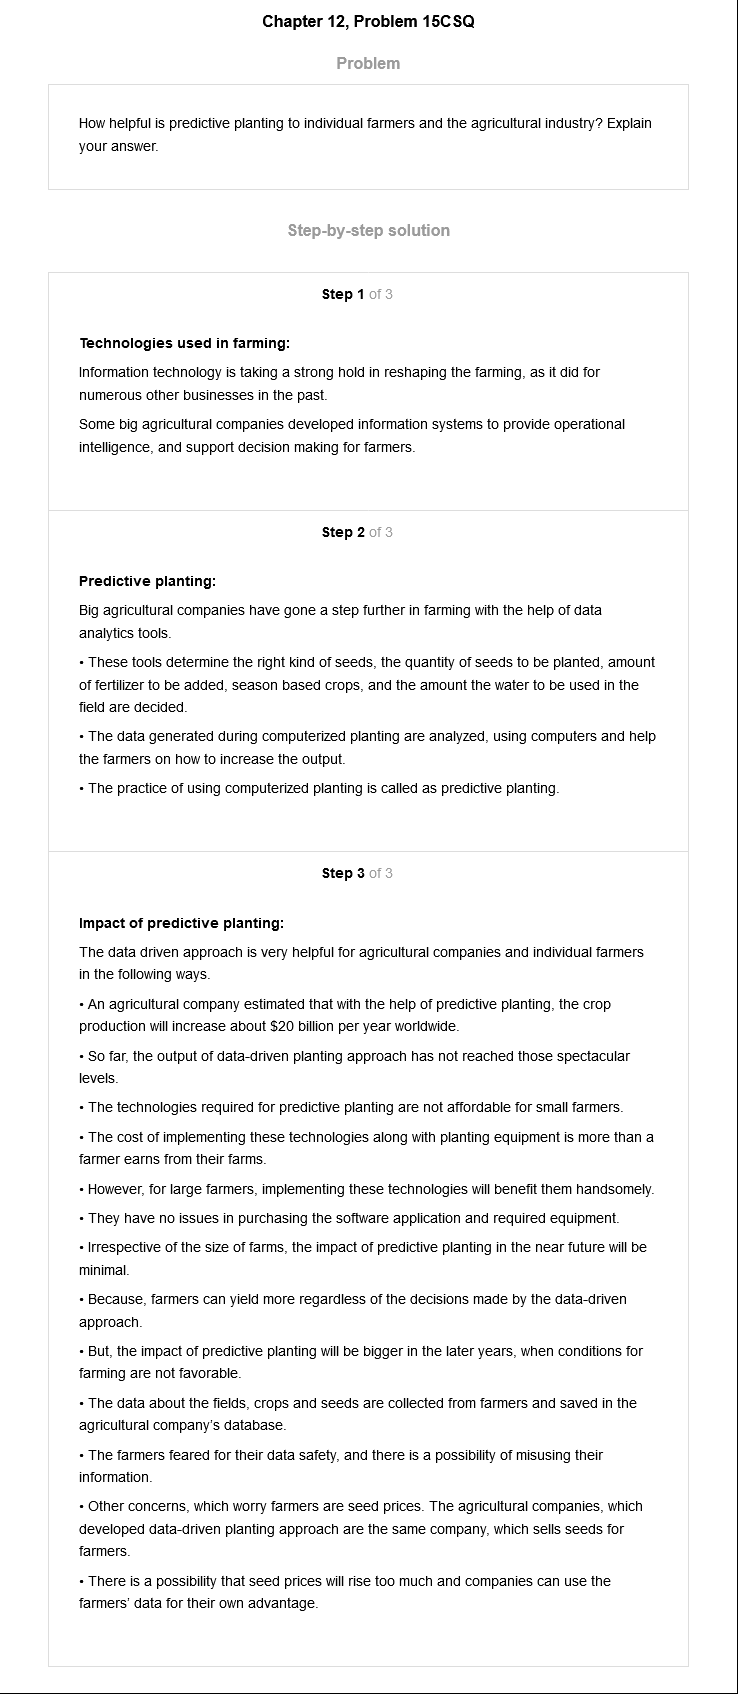 Chapter 12, Problem 15CSQ
Problem
How helpful is predictive planting to individual farmers and the agricultural industry? Explain
your answer.
Step-by-step solution
Step 1 of 3
Technologies used in farming:
Information technology is taking a strong hold in reshaping the farming, as it did for
numerous other businesses in the past.
Some big agricultural companies developed information systems to provide operational
intelligence, and support decision making for farmers.
Step 2 of 3
Predictive planting:
Big agricultural companies have gone a step further in farming with the help of data
analytics tools.
• These tools determine the right kind of seeds, the quantity of seeds to be planted, amount
of fertilizer to be added, season based crops, and the amount the water to be used in the
field are decided.
• The data generated during computerized planting are analyzed, using computers and help
the farmers on how to increase the output.
• The practice of using computerized planting is called as predictive planting.
Step 3 of 3
Impact of predictive planting:
The data driven approach is very helpful for agricultural companies and individual farmers
in the following ways.
• An agricultural company estimated that with the help of predictive planting, the crop
production will increase about $20 billion per year worldwide.
• So far, the output of data-driven planting approach has not reached those spectacular
levels.
• The technologies required for predictive planting are not affordable for small farmers.
• The cost of implementing these technologies along with planting equipment is more than a
farmer earns from their farms.
• However, for large farmers, implementing these technologies will benefit them handsomely.
• They have no issues in purchasing the software application and required equipment.
• Irrespective of the size of farms, the impact of predictive planting in the near future will be
minimal.
• Because, farmers can yield more regardless of the decisions made by the data-driven
approach.
• But, the impact of predictive planting will be bigger in the later years, when conditions for
farming are not favorable.
• The data about the fields, crops and seeds are collected from farmers and saved in the
agricultural company's database.
• The farmers feared for their data safety, and there is a possibility of misusing their
information.
• Other concerns, which worry farmers are seed prices. The agricultural companies, which
developed data-driven planting approach are the same company, which sells seeds for
farmers.
• There is a possibility that seed prices will rise too much and companies can use the
farmers' data for their own advantage.